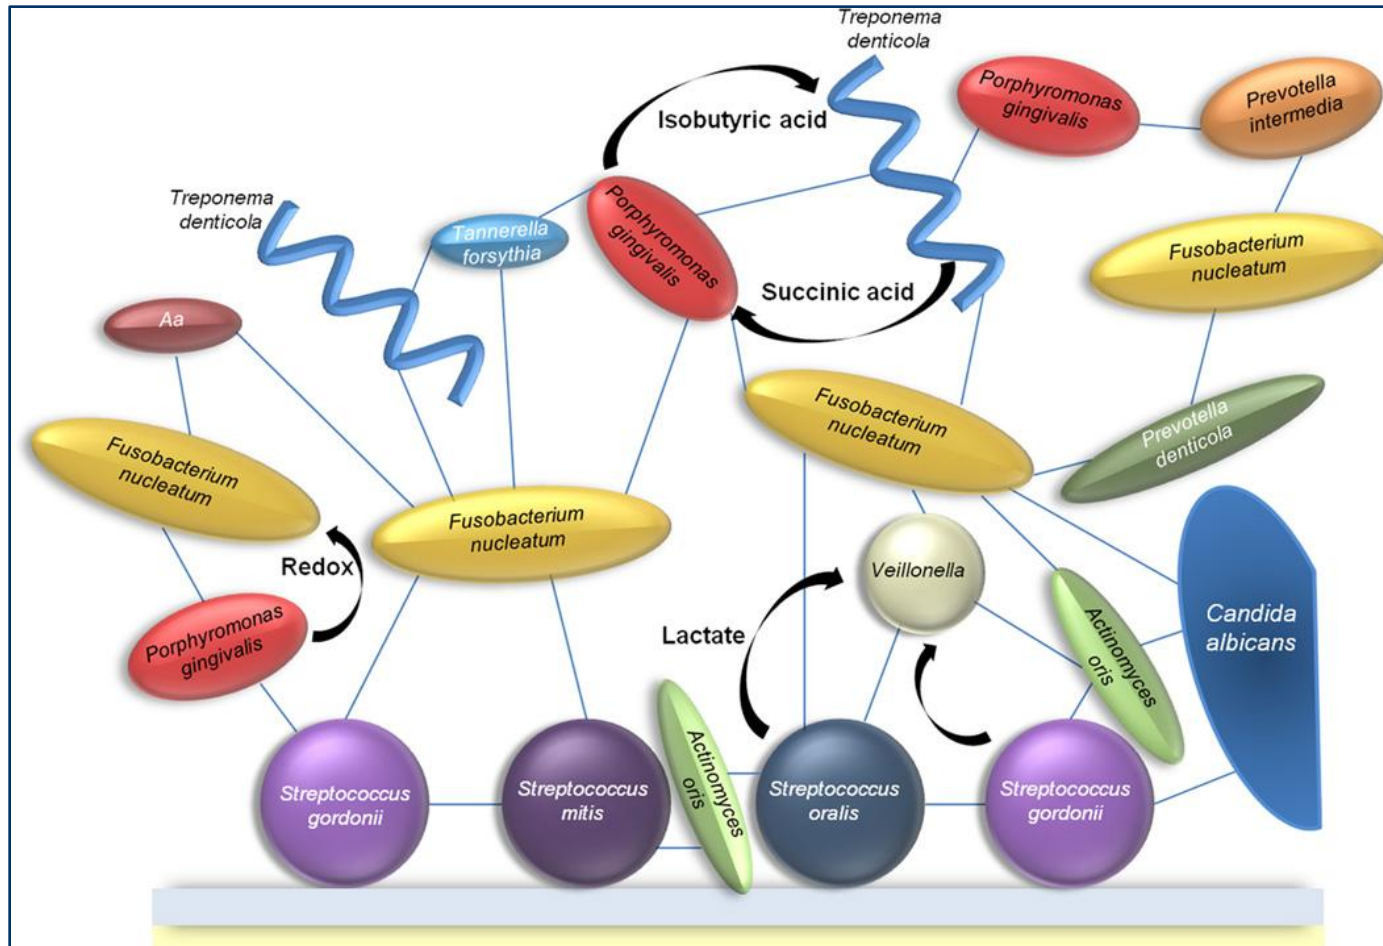 Treponema
denticola
Porphyromonas
gingivalis
Prevotella
intermedia
Isobutyric acid
Treponema
denticola
Tannerella
forsythia
Porphyromonas
gingivalis
Fusobacterium
nucleatum
Succinic acid
Aa
Fusobacterium
nucleatum
Prevotella
denticola
Fusobacterium
nucleatum
Fusobacterium
nucleatum
Redox
Veillonella
Porphyromonas
gingivalis
Lactate
Actinomyces
oris
Candida
albicans
Streptococcus
gordonii
Streptococcus
mitis
Actinomyces
oris
Streptococcus
oralis
Streptococcus
gordonii